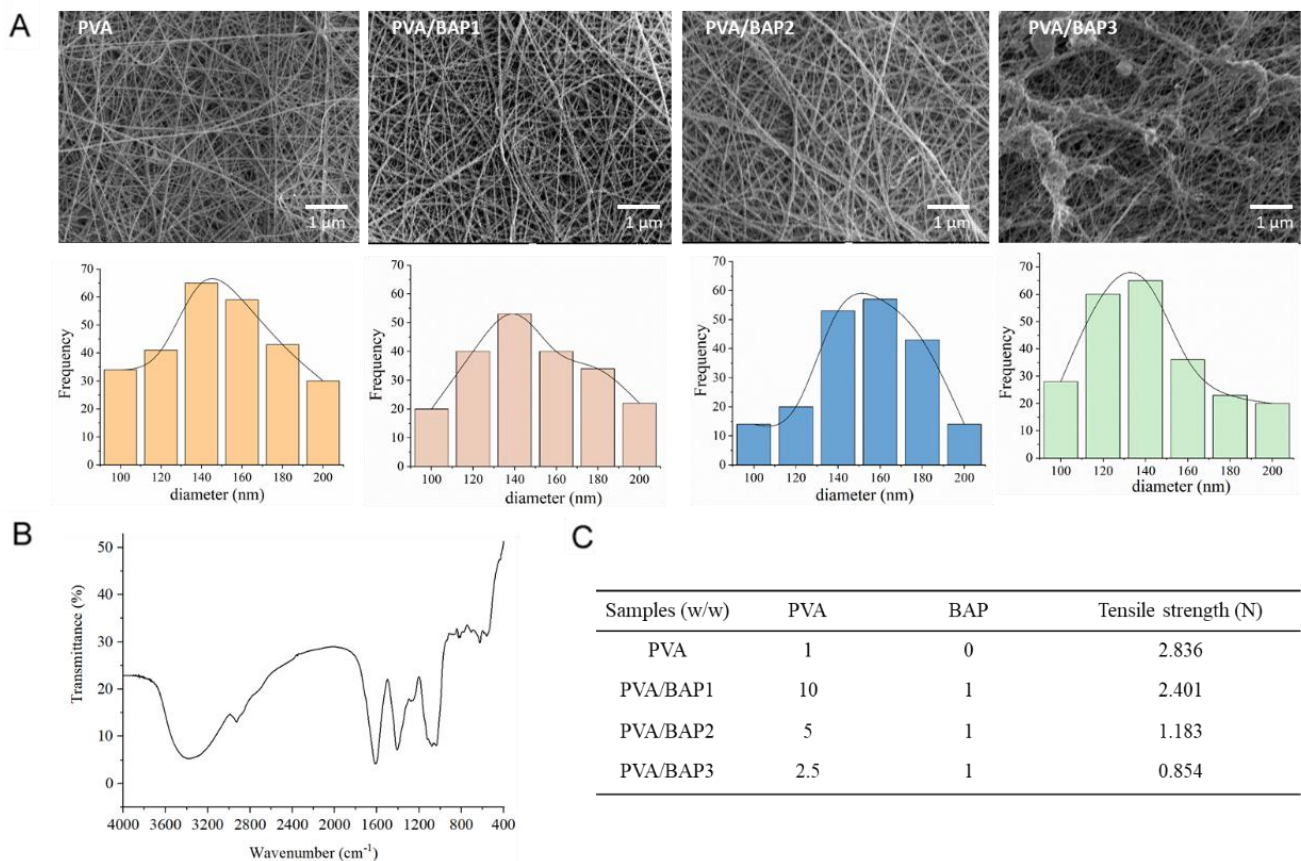 A
PVA
PVA/BAP1
PVA/BAP2
PVA/BAP3
1 µm
1 µm
1 µm
1 µm
Frequency
70
60
50
40
30
20
10
0
100 120 140 160 180 200
diameter (nm)
Frequency
70
60
50
40
30
20
10
0
100 120 140 160 180 200
diameter (nm)
Frequency
70
60
50
40
30
20
10
0
100 120 140 160 180 200
diameter (nm)
Frequency
70
60
50
40
30
20
10
0
100 120 140 160 180 200
diameter (nm)
B
Transmittance (%)
50
40
30
20
10
0
4000 3600 3200 2800 2400 2000 1600 1200 800 400
Wavenumber (cm⁻¹)
C
Samples (w/w) PVA BAP Tensile strength (N)
PVA 1 0 2.836
PVA/BAP1 10 1 2.401
PVA/BAP2 5 1 1.183
PVA/BAP3 2.5 1 0.854